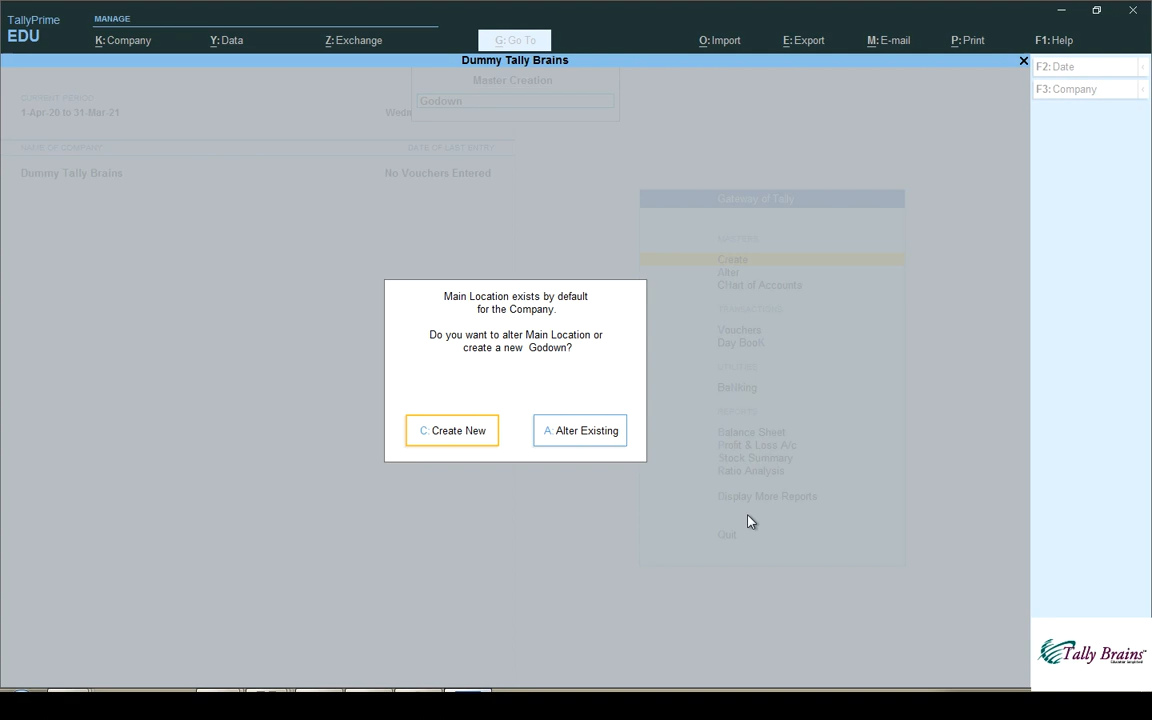 TallyPrime
EDU
MANAGE
K: Company
Y: Data
Z: Exchange
G: Go To
O: Import
E: Export
M: E-mail
P: Print
F1: Help
Dummy Tally Brains
F2: Date
F3: Company
Master Creation
Godown
CURRENT PERIOD
1-Apr-20 to 31-Mar-21
Wedn
NAME OF COMPANY
DATE OF LAST ENTRY
Dummy Tally Brains
No Vouchers Entered
Gateway of Tally
MASTERS
Create
Alter
CHart of Accounts
TRANSACTIONS
Vouchers
Day BooK
UTILITIES
BaNking
REPORTS
Balance Sheet
Profit & Loss A/c
Stock Summary
Ratio Analysis
Display More Reports
Quit
Main Location exists by default
for the Company.
Do you want to alter Main Location or
create a new Godown?
C: Create New
A: Alter Existing
Tally Brains